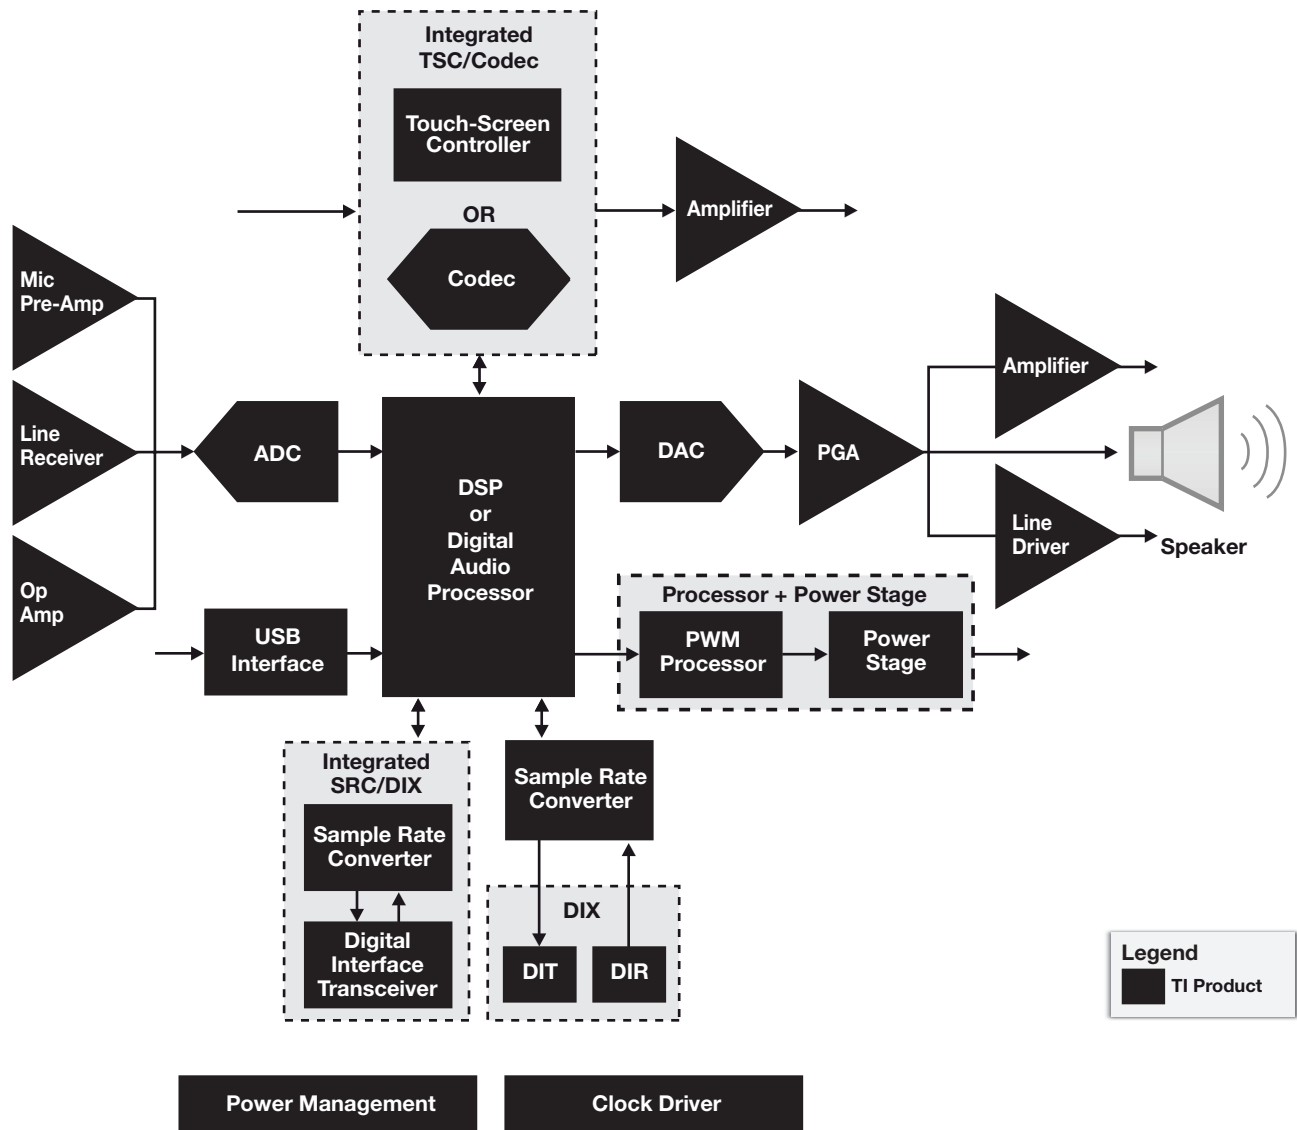 Integrated
TSC/Codec
Touch-Screen
Controller
OR
Codec
Amplifier
Mic
Pre-Amp
Line
Receiver
Op
Amp
ADC
USB
Interface
DSP
or
Digital
Audio
Processor
DAC
PGA
Amplifier
Line
Driver
Speaker
Processor + Power Stage
PWM
Processor
Power
Stage
Integrated
SRC/DIX
Sample Rate
Converter
Digital
Interface
Transceiver
Sample Rate
Converter
DIX
DIT
DIR
Legend
TI Product
Power Management
Clock Driver